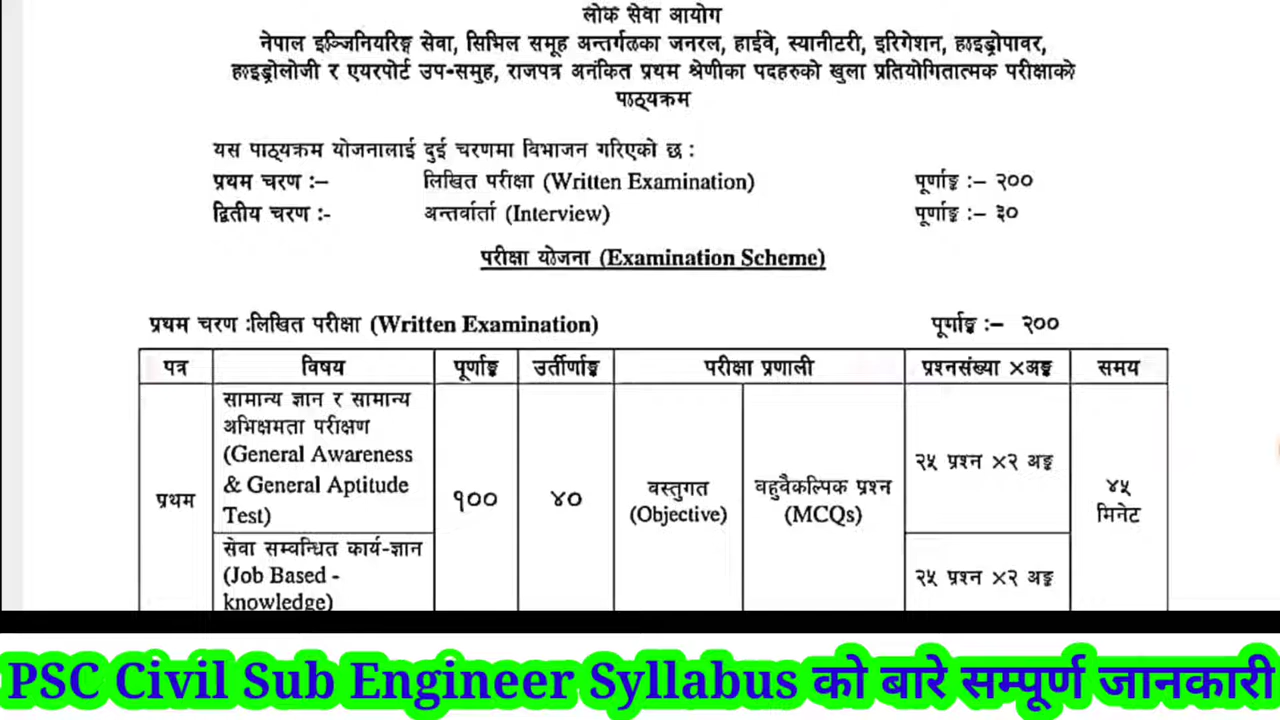 लोक सेवा आयोग
नेपाल इञ्जिनियरिङ्ग सेवा, सिभिल समूह अन्तर्गतका जनरल, हाईवे, स्यानीटरी, इरिगेशन, हाइड्रोपावर,
हाइड्रोलोजी र एयरपोर्ट उप-समुह, राजपत्र अनंकित प्रथम श्रेणीका पदहरुको खुला प्रतियोगितात्मक परीक्षाको
पाठ्यक्रम
यस पाठ्यक्रम योजनालाई दुई चरणमा विभाजन गरिएको छ :
प्रथम चरण :– लिखित परीक्षा (Written Examination) पूर्णाङ्क :– २००
द्वितीय चरण :- अन्तर्वार्ता (Interview) पूर्णाङ्क :– ३०
परीक्षा योजना (Examination Scheme)
प्रथम चरण :लिखित परीक्षा (Written Examination) पूर्णाङ्क :– २००
पत्र विषय पूर्णाङ्क उर्तीर्णाङ्क परीक्षा प्रणाली प्रश्नसंख्या ×अङ्क समय
सामान्य ज्ञान र सामान्य
अभिक्षमता परीक्षण
(General Awareness
& General Aptitude
Test)
२५ प्रश्न ×२ अङ्क
प्रथम १०० ४० वस्तुगत वहुवैकल्पिक प्रश्न ४५
(Objective) (MCQs) मिनेट
सेवा सम्वन्धित कार्य-ज्ञान
(Job Based -
knowledge)
२५ प्रश्न ×२ अङ्क
PSC Civil Sub Engineer Syllabus को बारे सम्पूर्ण जानकारी